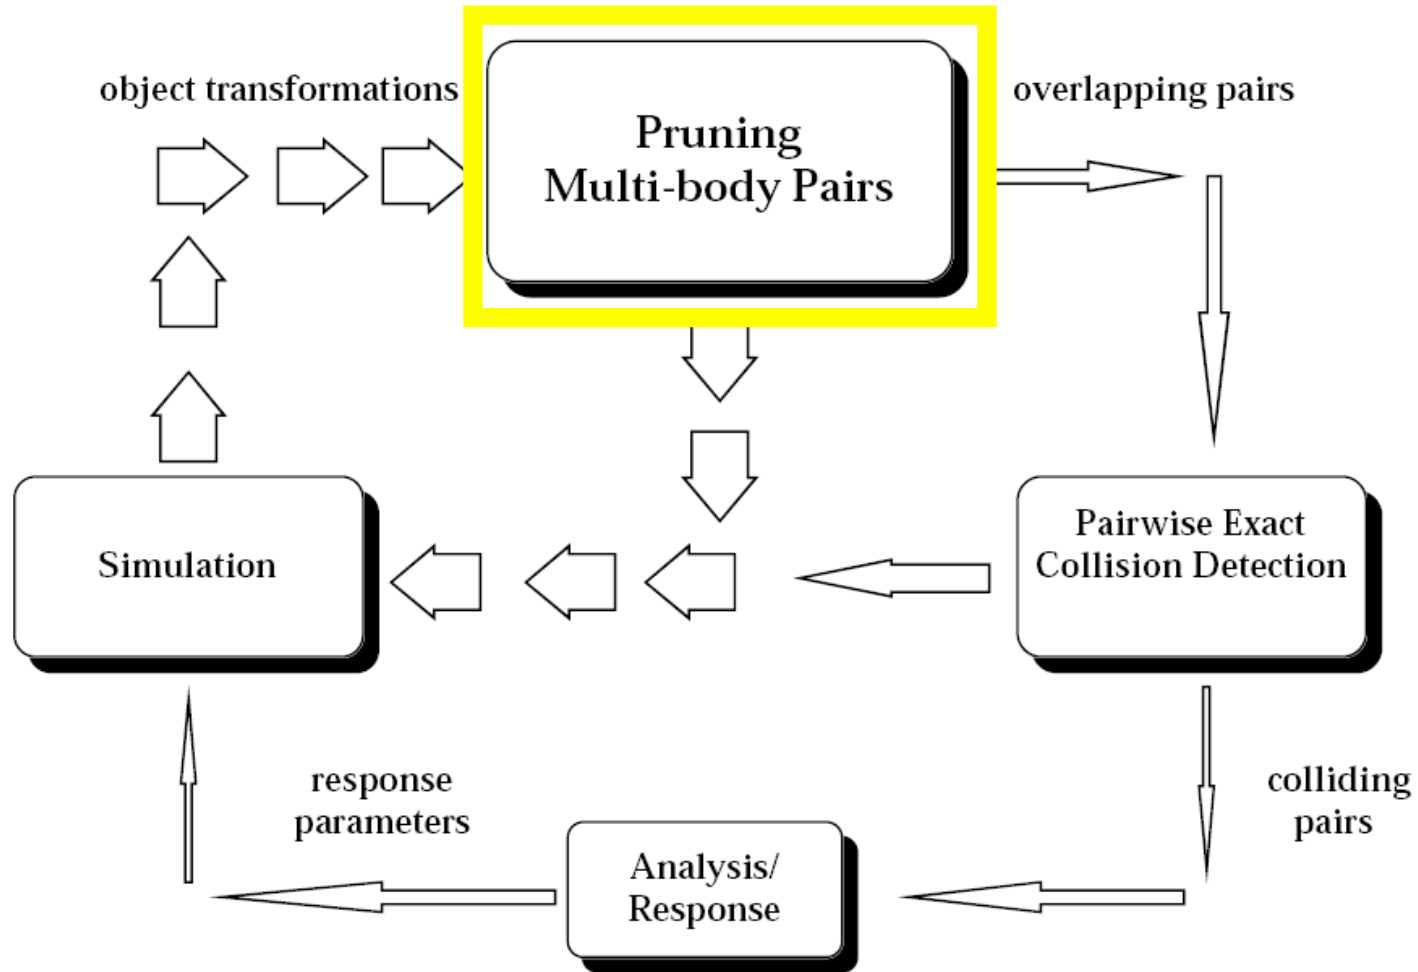 object transformations
Pruning
Multi-body Pairs
overlapping pairs
Simulation
Pairwise Exact
Collision Detection
response
parameters
colliding
pairs
Analysis/
Response